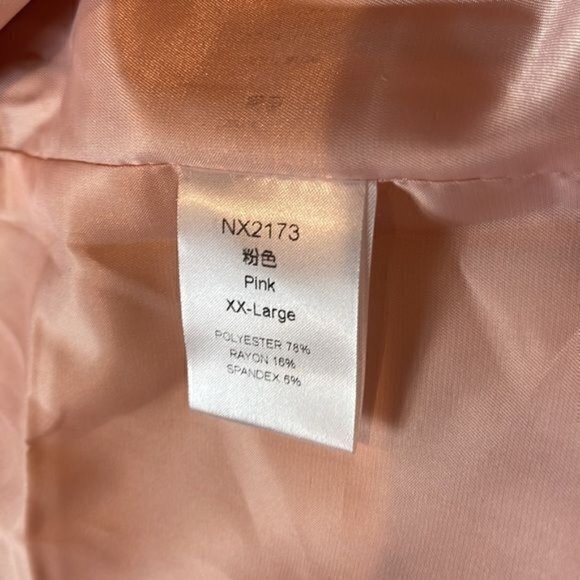 NX2173
粉色
Pink
XX-Large
POLYESTER 78%
RAYON 16%
SPANDEX 6%